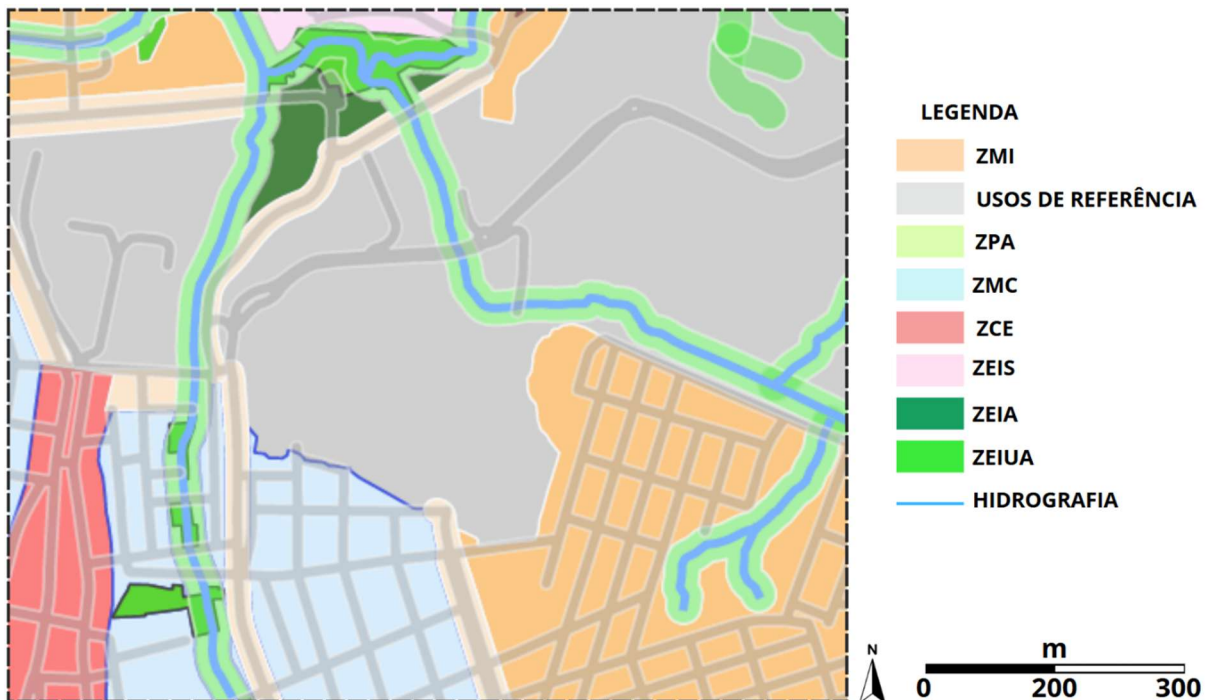 LEGENDA
ZMI
USOS DE REFERÊNCIA
ZPA
ZMC
ZCE
ZEIS
ZEIA
ZEIUA
HIDROGRAFIA
N
m
0 200 300